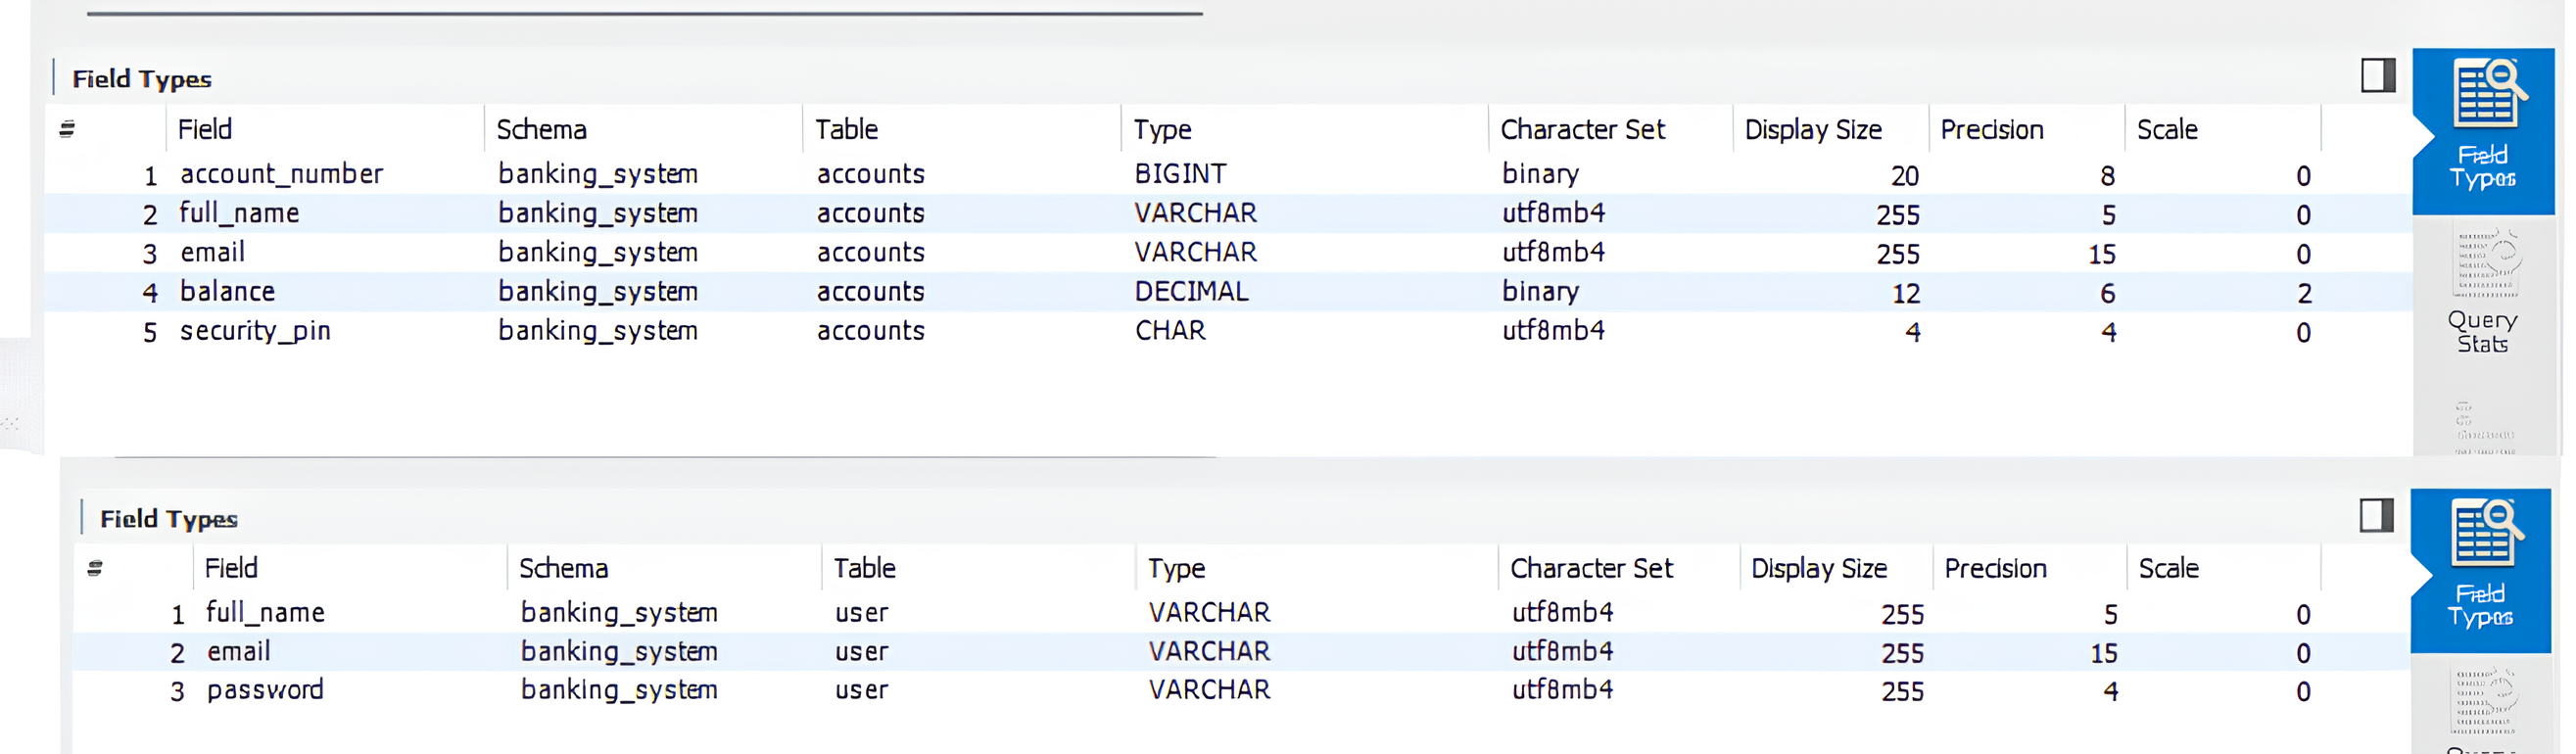 Field Types
# Field Schema Table Type Character Set Display Size Precision Scale
1 account_number banking_system accounts BIGINT binary 20 8 0
2 full_name banking_system accounts VARCHAR utf8mb4 255 5 0
3 email banking_system accounts VARCHAR utf8mb4 255 15 0
4 balance banking_system accounts DECIMAL binary 12 6 2
5 security_pin banking_system accounts CHAR utf8mb4 4 4 0
Field
Types
Query
Stats
Field Types
# Field Schema Table Type Character Set Display Size Precision Scale
1 full_name banking_system user VARCHAR utf8mb4 255 5 0
2 email banking_system user VARCHAR utf8mb4 255 15 0
3 password banking_system user VARCHAR utf8mb4 255 4 0
Field
Types